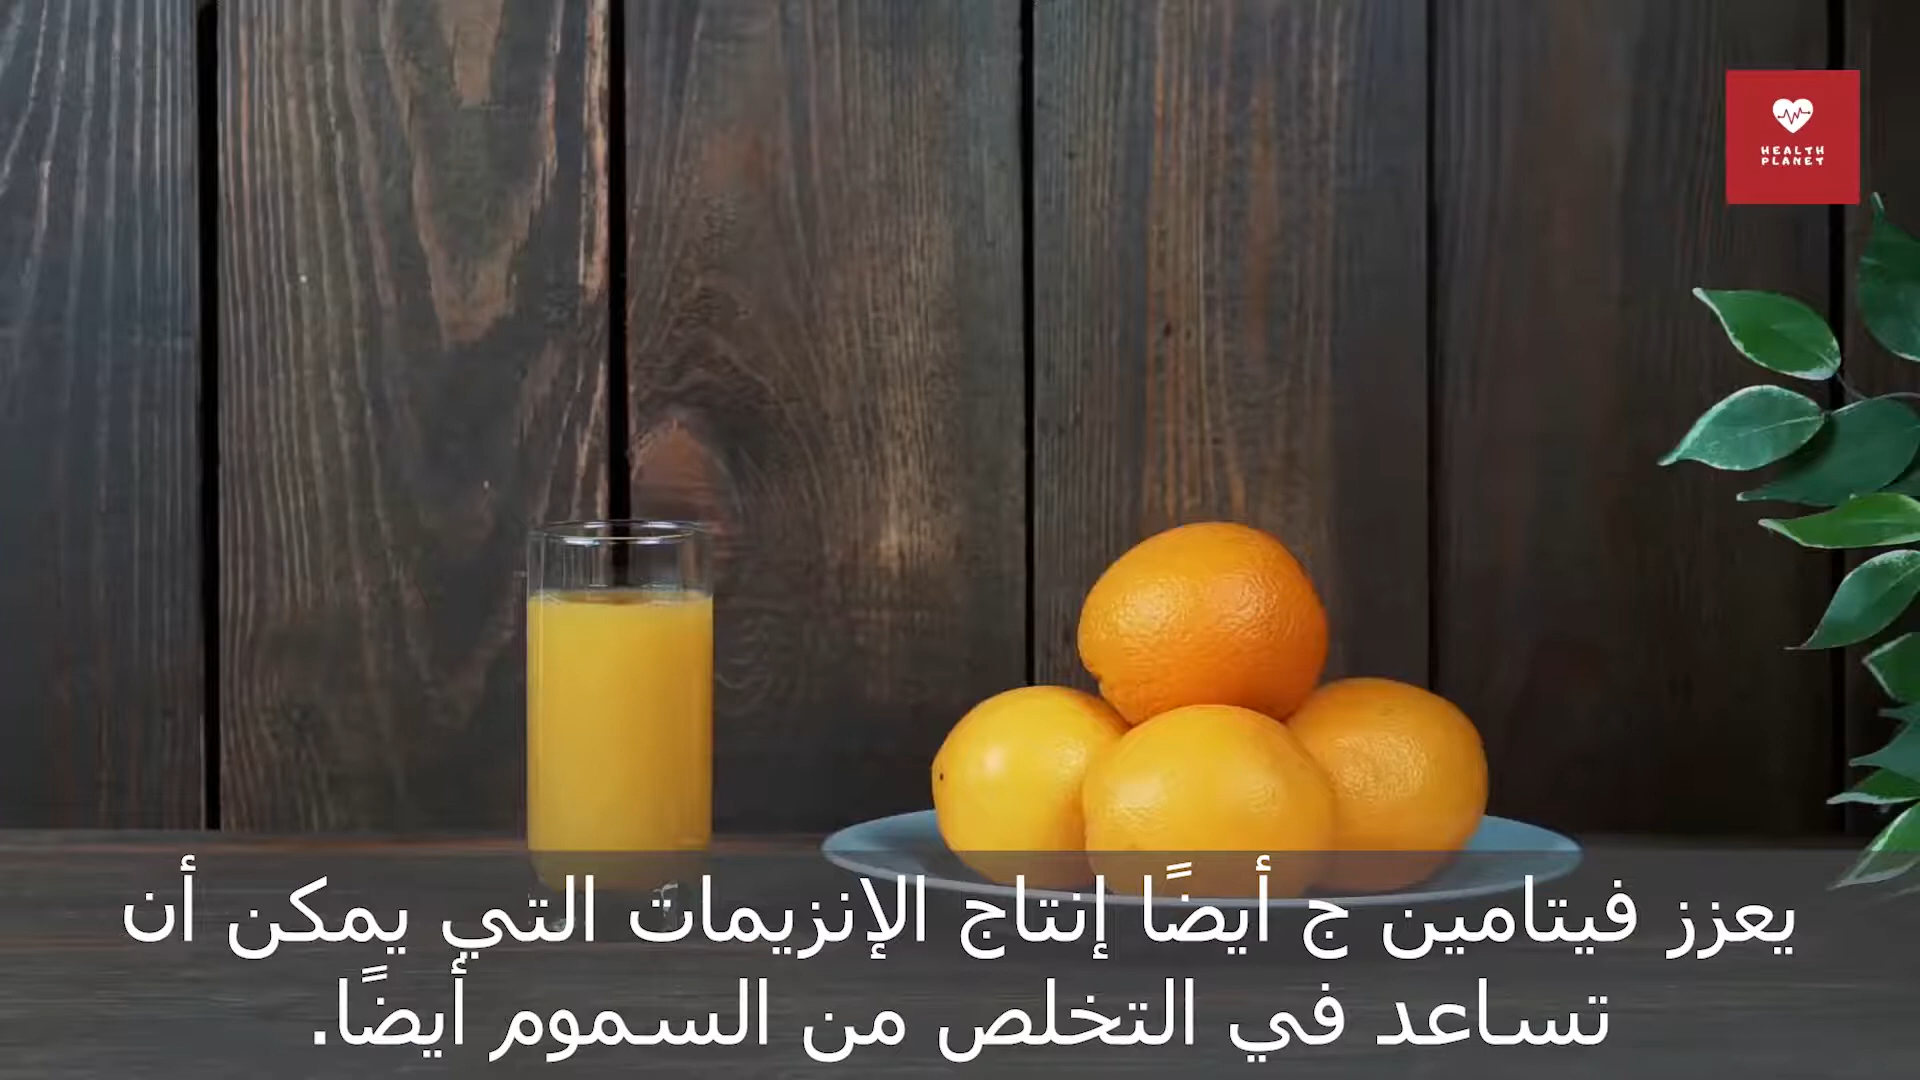 HEALTH
PLANET
يعزز فيتامين ج أيضًا إنتاج الإنزيمات التي يمكن أن
تساعد في التخلص من السموم أيضًا.